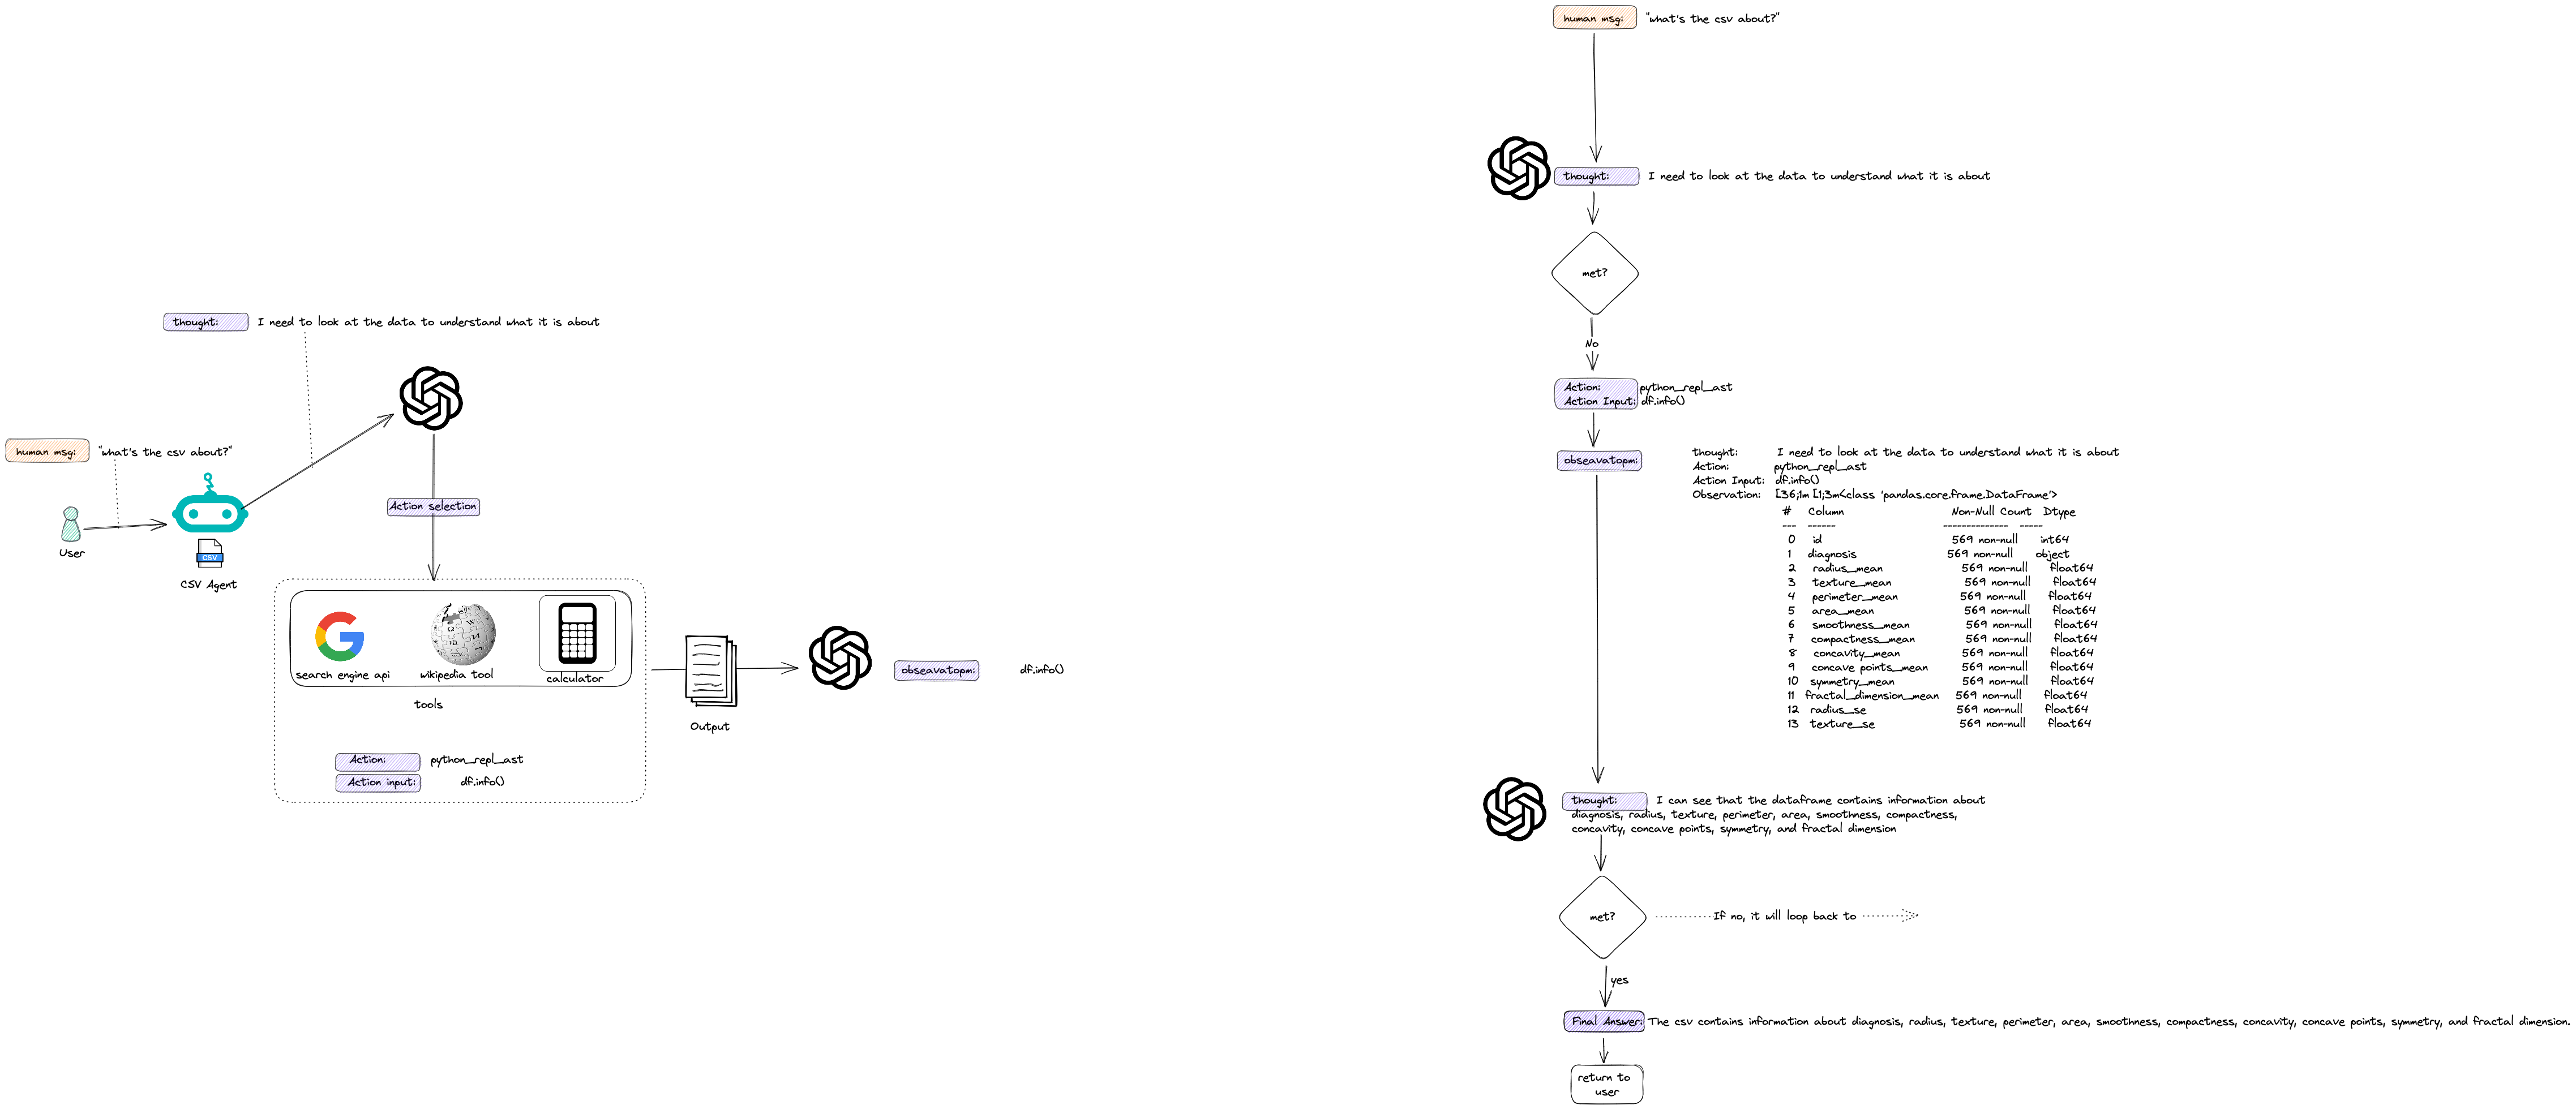 thought: I need to look at the data to understand what it is about
human msg: "what's the csv about?"
User
CSV
CSV Agent
Action selection
search engine api
wikipedia tool
calculator
tools
Action: python_repl_ast
Action input: df.info()
Output
obseavatopm: df.info()
human msg: "what's the csv about?"
thought: I need to look at the data to understand what it is about
met?
No
Action: python_repl_ast
Action Input: df.info()
obseavatopm:
thought: I need to look at the data to understand what it is about
Action: python_repl_ast
Action Input: df.info()
Observation: [36;1m[1;3m<class 'pandas.core.frame.DataFrame'>
# Column Non-Null Count Dtype
--- ------ -------------- -----
0 id 569 non-null int64
1 diagnosis 569 non-null object
2 radius_mean 569 non-null float64
3 texture_mean 569 non-null float64
4 perimeter_mean 569 non-null float64
5 area_mean 569 non-null float64
6 smoothness_mean 569 non-null float64
7 compactness_mean 569 non-null float64
8 concavity_mean 569 non-null float64
9 concave points_mean 569 non-null float64
10 symmetry_mean 569 non-null float64
11 fractal_dimension_mean 569 non-null float64
12 radius_se 569 non-null float64
13 texture_se 569 non-null float64
thought: I can see that the dataframe contains information about
diagnosis, radius, texture, perimeter, area, smoothness, compactness,
concavity, concave points, symmetry, and fractal dimension
met?
If no, it will loop back to
yes
Final Answer: The csv contains information about diagnosis, radius, texture, perimeter, area, smoothness, compactness, concavity, concave points, symmetry, and fractal dimension.
return to
user